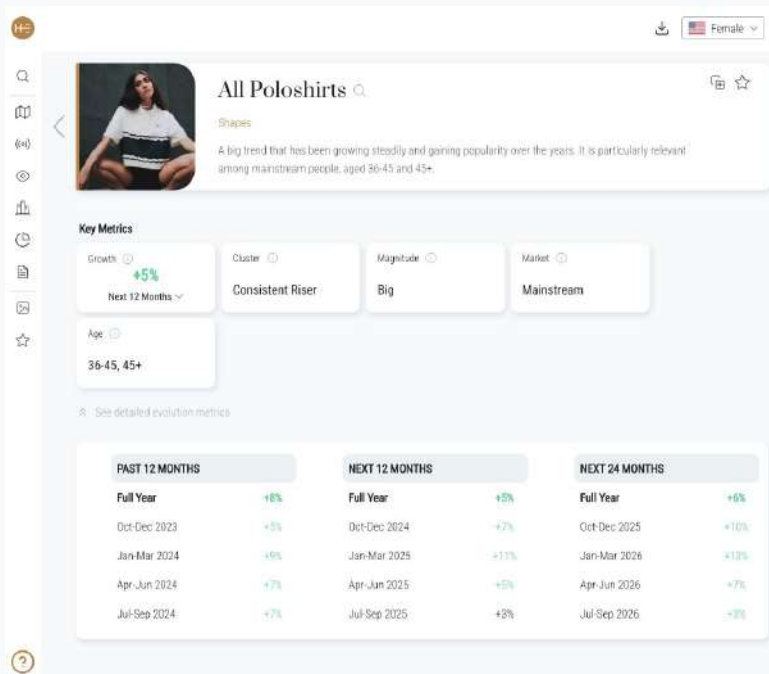 HE
Female
All Poloshirts
Shapes
A big trend that has been growing steadily and gaining popularity over the years. It is particularly relevant
among mainstream people, aged 36-45 and 45+.
Key Metrics
Growth
+5%
Next 12 Months
Cluster
Consistent Riser
Magnitude
Big
Market
Mainstream
Age
36-45, 45+
See detailed evolution metrics
PAST 12 MONTHS
Full Year +8%
Oct-Dec 2023 +5%
Jan-Mar 2024 +9%
Apr-Jun 2024 +7%
Jul-Sep 2024 +7%
NEXT 12 MONTHS
Full Year +5%
Oct-Dec 2024 +7%
Jan-Mar 2025 +11%
Apr-Jun 2025 +5%
Jul-Sep 2025 +3%
NEXT 24 MONTHS
Full Year +6%
Oct-Dec 2025 +10%
Jan-Mar 2026 +13%
Apr-Jun 2026 +7%
Jul-Sep 2026